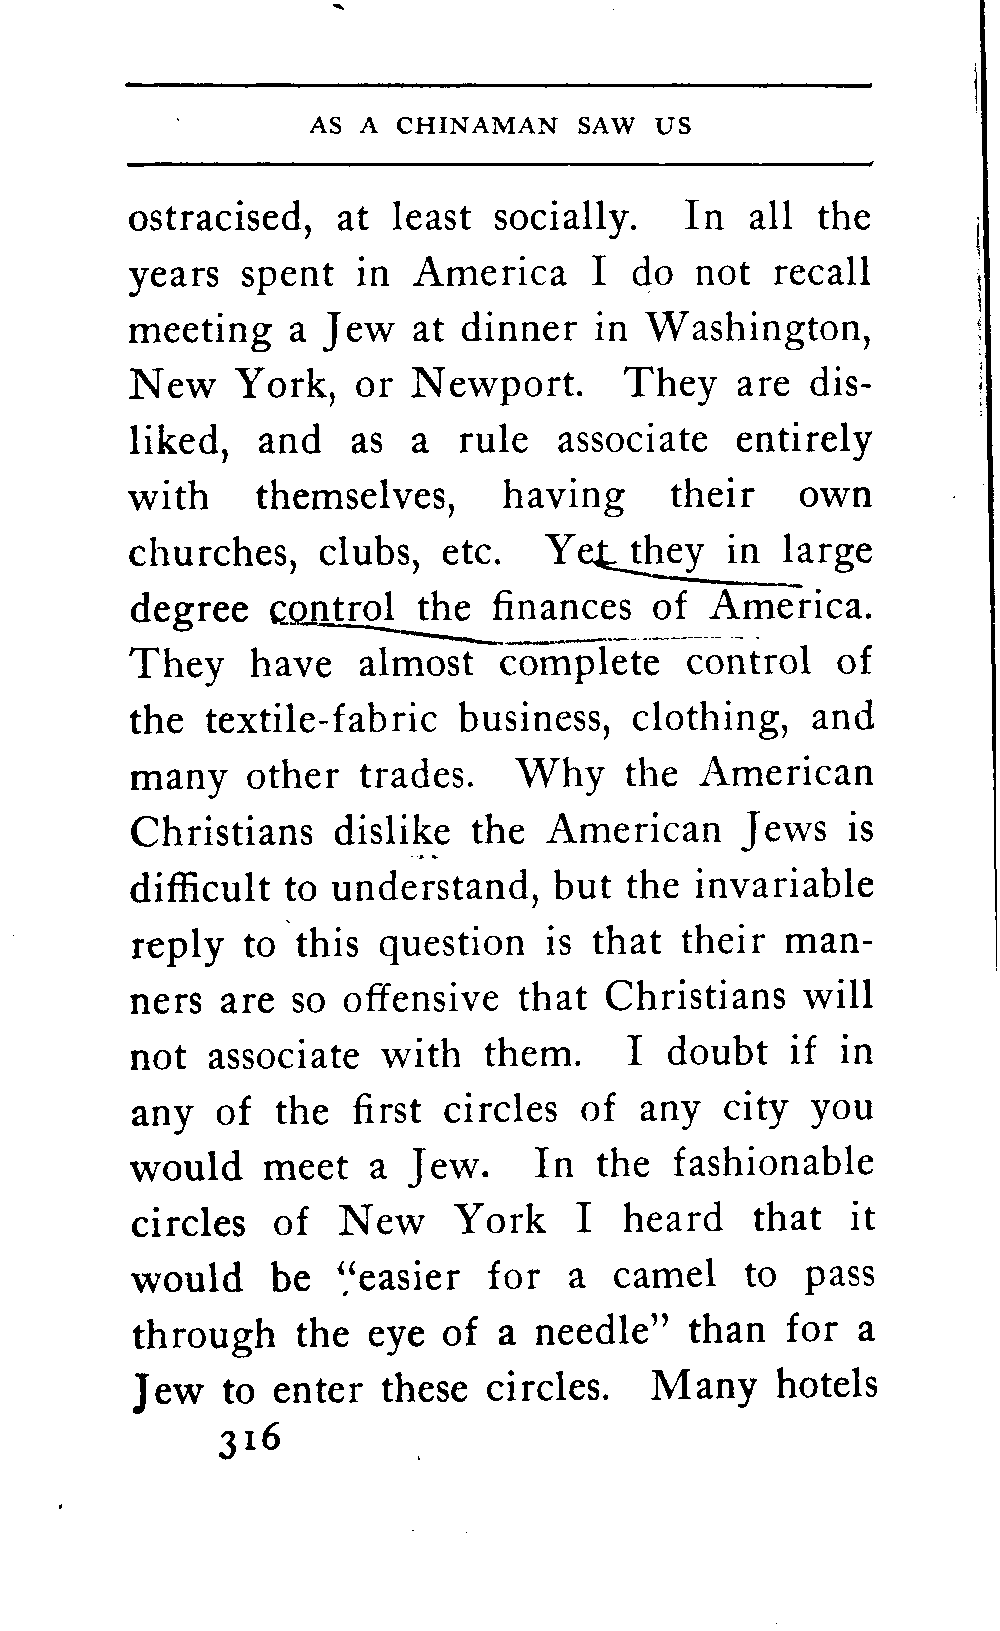 AS A CHINAMAN SAW US
ostracised, at least socially. In all the
years spent in America I do not recall
meeting a Jew at dinner in Washington,
New York, or Newport. They are dis-
liked, and as a rule associate entirely
with themselves, having their own
churches, clubs, etc. Yet they in large
degree control the finances of America.
They have almost complete control of
the textile-fabric business, clothing, and
many other trades. Why the American
Christians dislike the American Jews is
difficult to understand, but the invariable
reply to this question is that their man-
ners are so offensive that Christians will
not associate with them. I doubt if in
any of the first circles of any city you
would meet a Jew. In the fashionable
circles of New York I heard that it
would be "easier for a camel to pass
through the eye of a needle" than for a
Jew to enter these circles. Many hotels
316